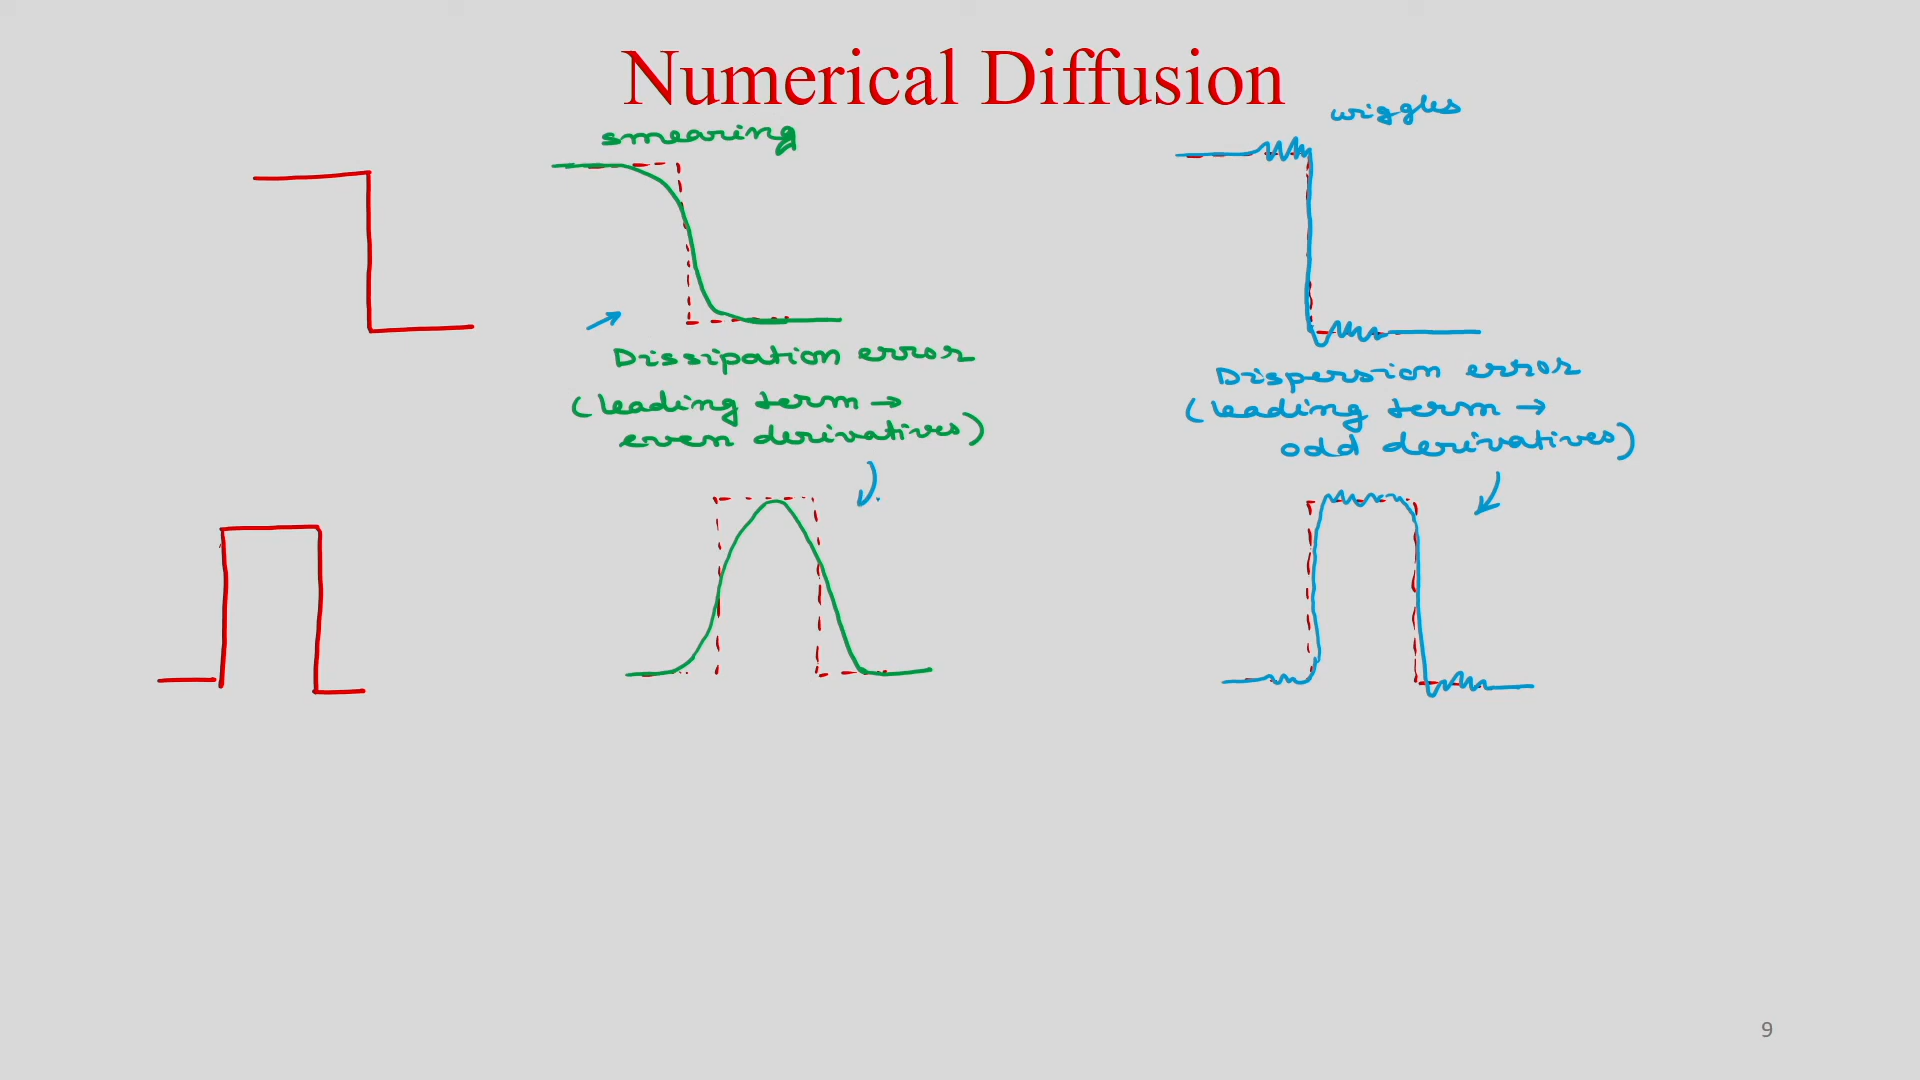 Numerical Diffusion
smearing
wiggles
Dissipation error
(leading term →
even derivatives)
Dispersion error
(leading term →
odd derivatives)
9